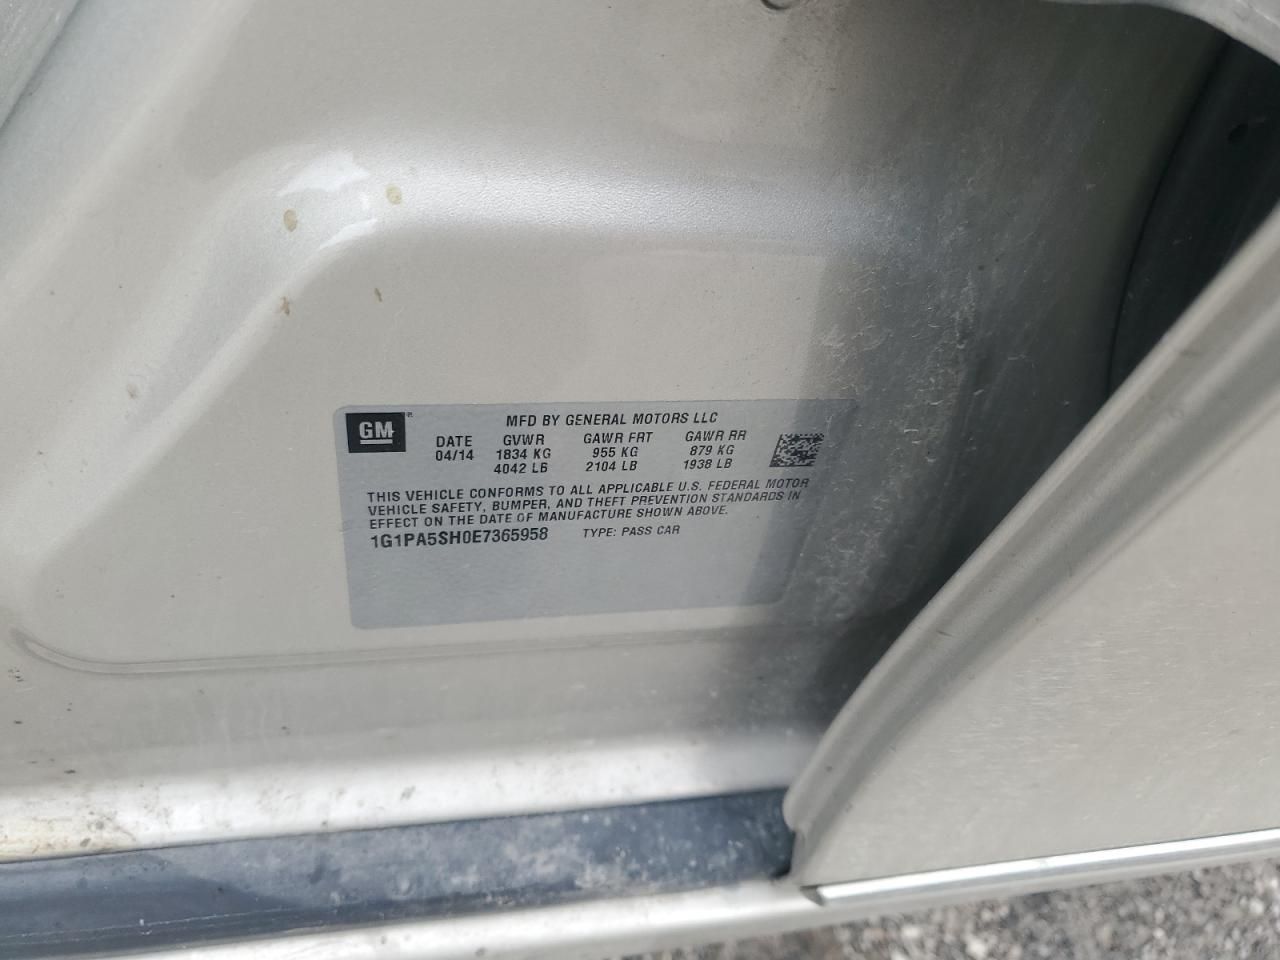 GM
MFD BY GENERAL MOTORS LLC
DATE GVWR GAWR FRT GAWR RR
04/14 1834 KG 955 KG 879 KG
4042 LB 2104 LB 1938 LB
THIS VEHICLE CONFORMS TO ALL APPLICABLE U.S. FEDERAL MOTOR
VEHICLE SAFETY, BUMPER, AND THEFT PREVENTION STANDARDS IN
EFFECT ON THE DATE OF MANUFACTURE SHOWN ABOVE.
1G1PA5SH0E7365958 TYPE: PASS CAR